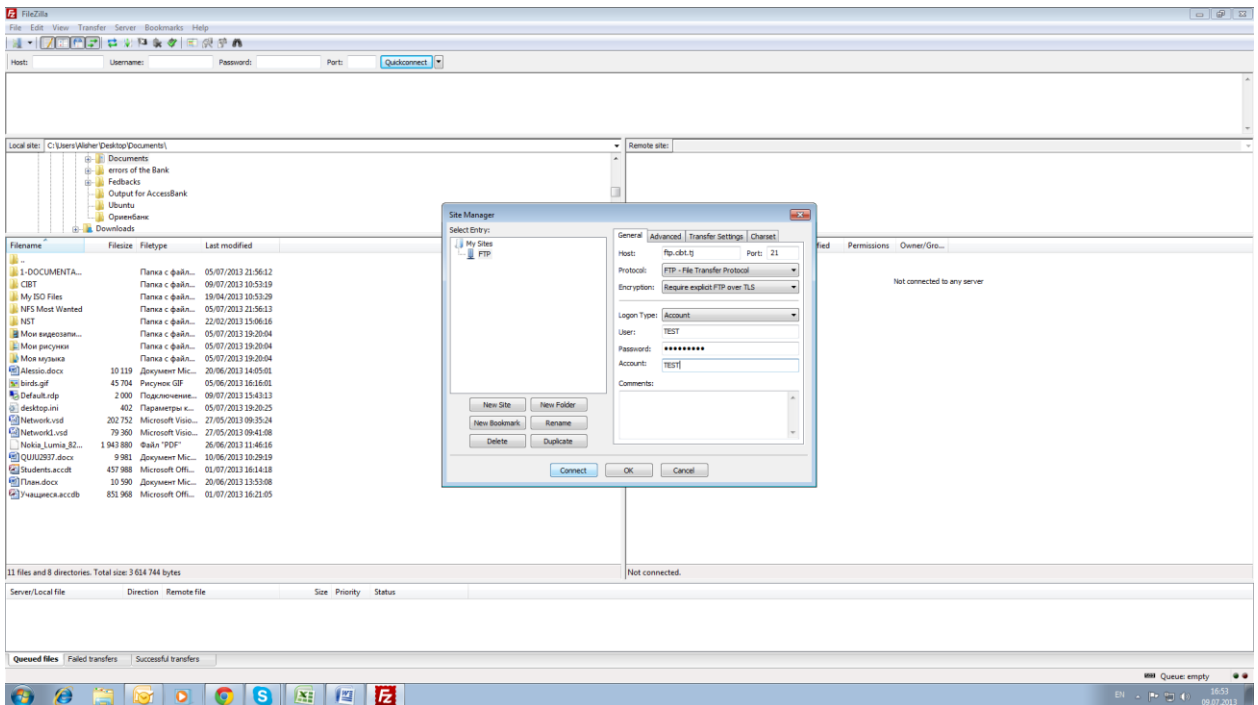 FileZilla
File Edit View Transfer Server Bookmarks Help
Host: Username: Password: Port: Quickconnect
Local site: C:\Users\Alisher\Desktop\Documents\
Remote site:
Documents
errors of the Bank
Fedbacks
Output for AccessBank
Ubuntu
Ориенбанк
Downloads
Filename Filesize Filetype Last modified
..
1-DOCUMENTA... Папка с файл... 05/07/2013 21:56:12
CIBT Папка с файл... 09/07/2013 10:53:19
My ISO Files Папка с файл... 19/04/2013 10:53:29
NFS Most Wanted Папка с файл... 05/07/2013 21:56:13
NST Папка с файл... 22/02/2013 15:06:16
Мои видеозапи... Папка с файл... 05/07/2013 19:20:04
Мои рисунки Папка с файл... 05/07/2013 19:20:04
Моя музыка Папка с файл... 05/07/2013 19:20:04
Alessio.docx 10 119 Документ Mic... 20/06/2013 14:05:01
birds.gif 45 704 Рисунок GIF 05/06/2013 16:16:01
Default.rdp 2 000 Подключение... 09/07/2013 15:43:13
desktop.ini 402 Параметры к... 05/07/2013 19:20:25
Network.vsd 202 752 Microsoft Visio... 27/05/2013 09:35:24
Network1.vsd 79 360 Microsoft Visio... 27/05/2013 09:41:08
Nokia_Lumia_82... 1 943 880 Файл "PDF" 26/06/2013 11:46:16
QUJU2937.docx 9 981 Документ Mic... 10/06/2013 10:29:19
Students.accdt 457 988 Microsoft Offi... 01/07/2013 16:14:18
План.docx 10 590 Документ Mic... 20/06/2013 13:53:08
Учащиеся.accdb 851 968 Microsoft Offi... 01/07/2013 16:21:05
11 files and 8 directories. Total size: 3 614 744 bytes
Site Manager
Select Entry:
My Sites
FTP
New Site New Folder
New Bookmark Rename
Delete Duplicate
General Advanced Transfer Settings Charset
Host: ftp.cibt.tj Port: 21
Protocol: FTP - File Transfer Protocol
Encryption: Require explicit FTP over TLS
Logon Type: Account
User: TEST
Password: •••••••••
Account: TEST
Comments:
Connect OK Cancel
fied Permissions Owner/Gro...
Not connected to any server
Not connected.
Server/Local file Direction Remote file Size Priority Status
Queued files Failed transfers Successful transfers
Queue: empty
EN 16:53
09.07.2013